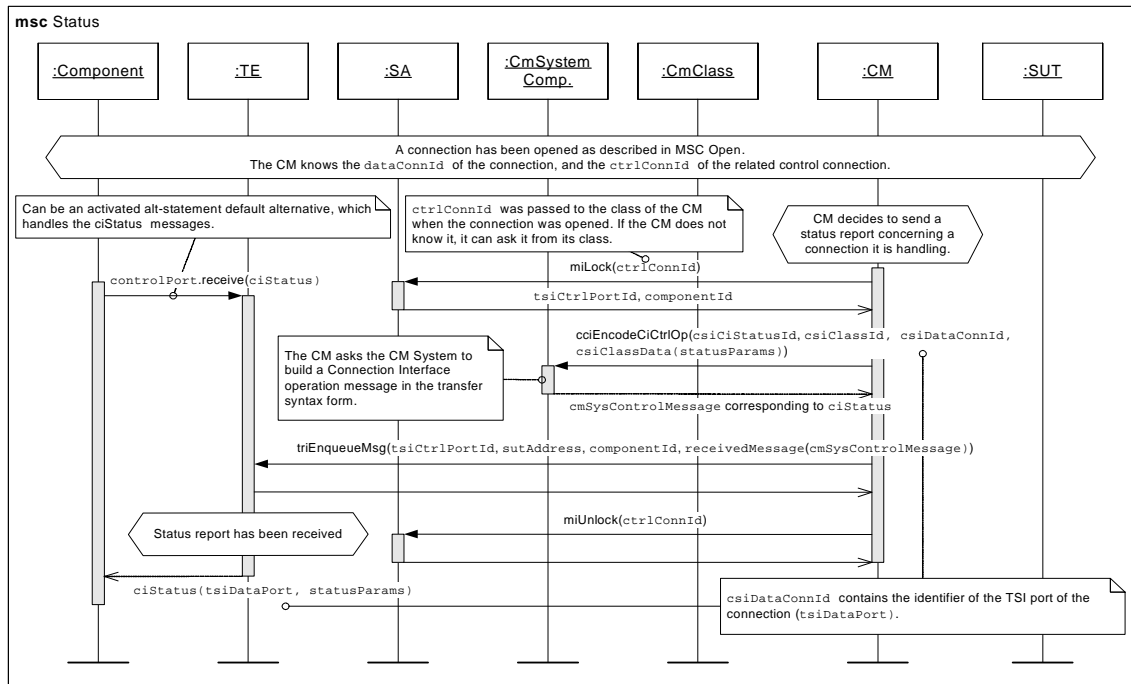 msc Status
:Component
:TE
:SA
:CmSystem
Comp.
:CmClass
:CM
:SUT
A connection has been opened as described in MSC Open.
The CM knows the dataConnId of the connection, and the ctrlConnId of the related control connection.
Can be an activated alt-statement default alternative, which
handles the ciStatus messages.
ctrlConnId was passed to the class of the CM
when the connection was opened. If the CM does not
know it, it can ask it from its class.
CM decides to send a
status report concerning a
connection it is handling.
controlPort.receive(ciStatus)
miLock(ctrlConnId)
tsiCtrlPortId, componentId
cciEncodeCiCtrlOp(csiCiStatusId, csiClassId, csiDataConnId,
csiClassData(statusParams))
The CM asks the CM System to
build a Connection Interface
operation message in the transfer
syntax form.
cmSysControlMessage corresponding to ciStatus
triEnqueueMsg(tsiCtrlPortId, sutAddress, componentId, receivedMessage(cmSysControlMessage))
Status report has been received
miUnlock(ctrlConnId)
ciStatus(tsiDataPort, statusParams)
csiDataConnId contains the identifier of the TSI port of the
connection (tsiDataPort).